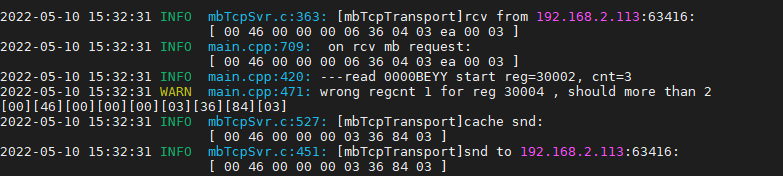 2022-05-10 15:32:31 INFO  mbTcpSvr.c:363: [mbTcpTransport]rcv from 192.168.2.113:63416:
[ 00 46 00 00 00 06 36 04 03 ea 00 03 ]
2022-05-10 15:32:31 INFO  main.cpp:709:  on rcv mb request:
[ 00 46 00 00 00 06 36 04 03 ea 00 03 ]
2022-05-10 15:32:31 INFO  main.cpp:420: ---read 0000BEYY start reg=30002, cnt=3
2022-05-10 15:32:31 WARN  main.cpp:471: wrong regcnt 1 for reg 30004 , should more than 2
[00][46][00][00][00][03][36][84][03]
2022-05-10 15:32:31 INFO  mbTcpSvr.c:527: [mbTcpTransport]cache snd:
[ 00 46 00 00 00 03 36 84 03 ]
2022-05-10 15:32:31 INFO  mbTcpSvr.c:451: [mbTcpTransport]snd to 192.168.2.113:63416:
[ 00 46 00 00 00 03 36 84 03 ]